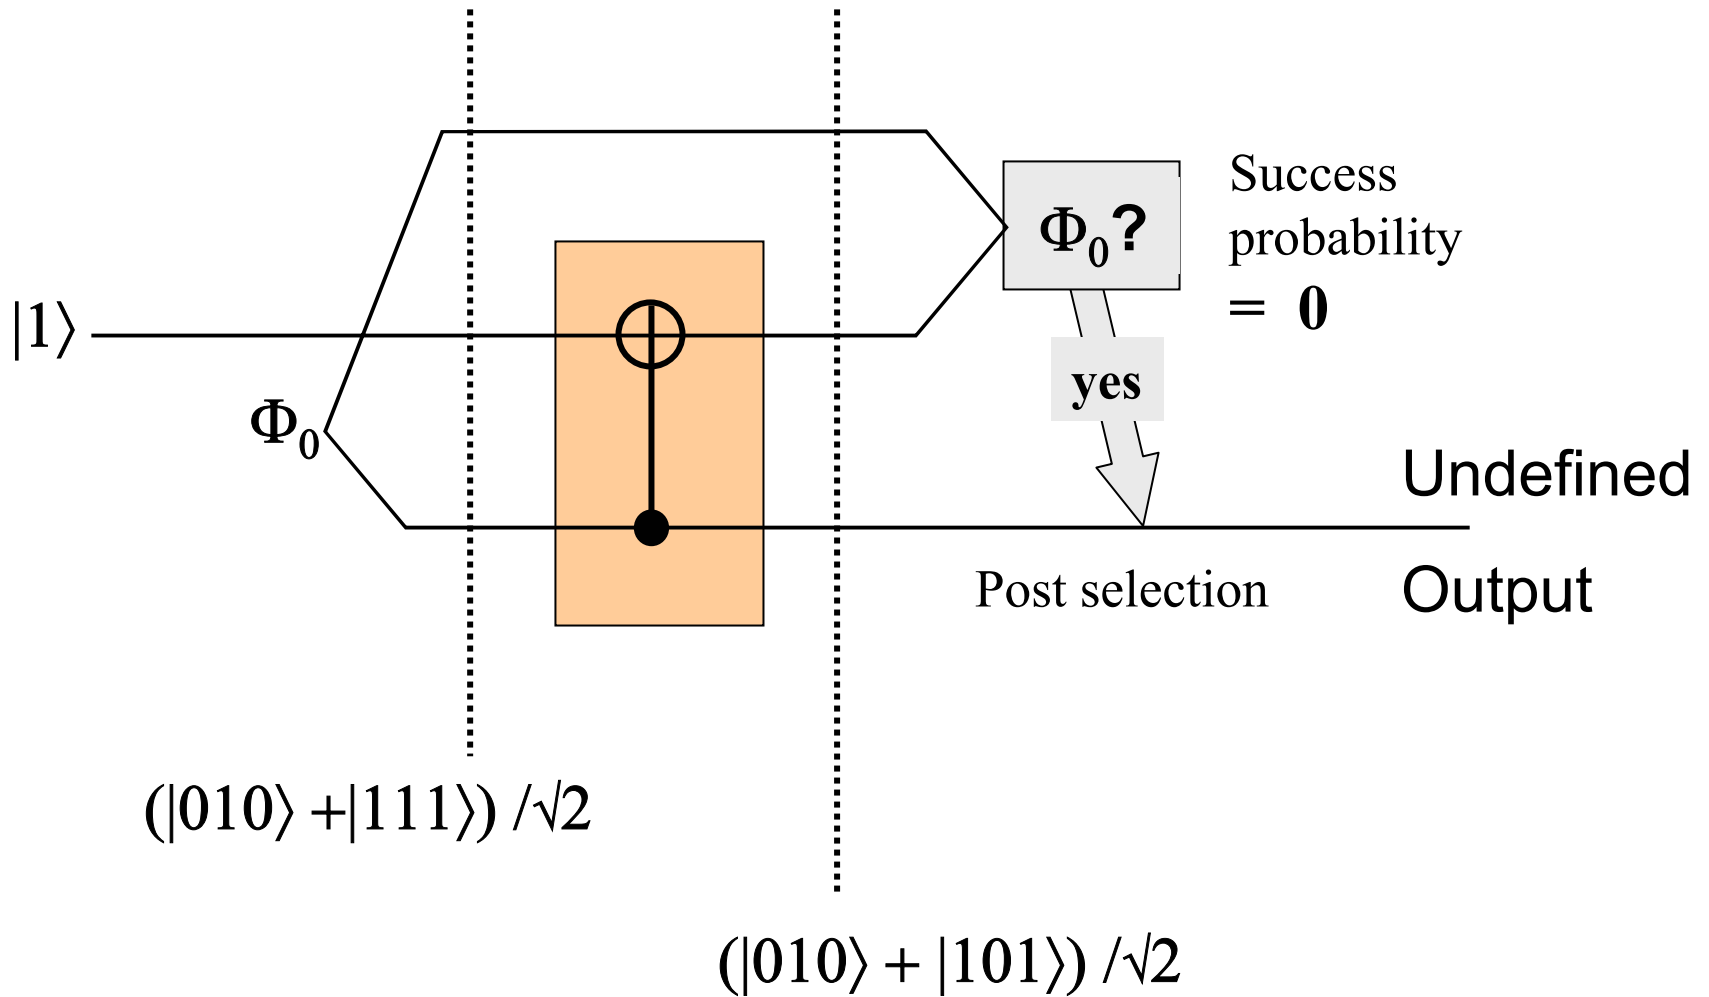 |1⟩
Φ₀
Φ₀?
Success
probability
= 0
yes
Undefined
Post selection
Output
(|010⟩ +|111⟩) /√2
(|010⟩ + |101⟩) /√2